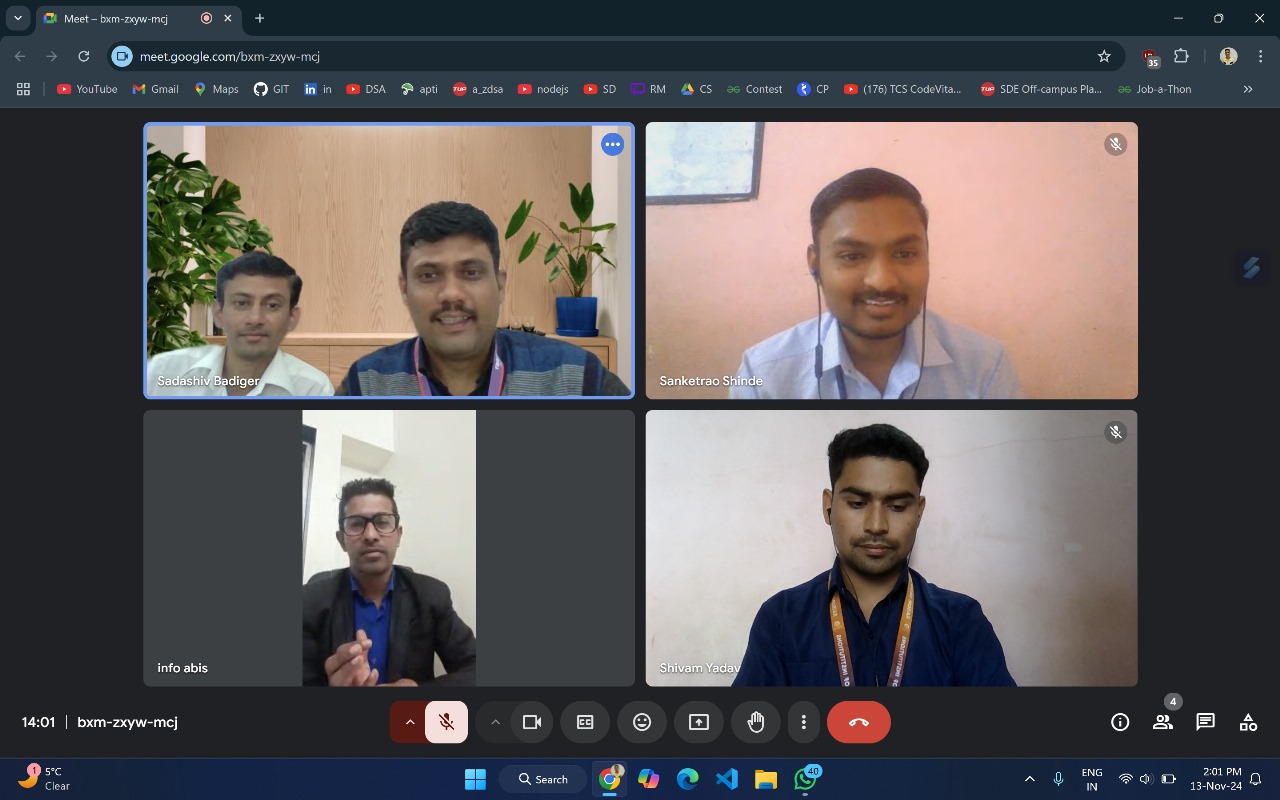 Meet – bxm-zxyw-mcj
meet.google.com/bxm-zxyw-mcj
35
YouTube Gmail Maps GIT in DSA apti a_zdsa nodejs SD RM CS Contest CP (176) TCS CodeVita... SDE Off-campus Pla... Job-a-Thon
Sadashiv Badiger
Sanketrao Shinde
info abis
Shivam Yadav
14:01 | bxm-zxyw-mcj
CC
4
1
5°C
Clear
Search
40
ENG
IN
2:01 PM
13-Nov-24